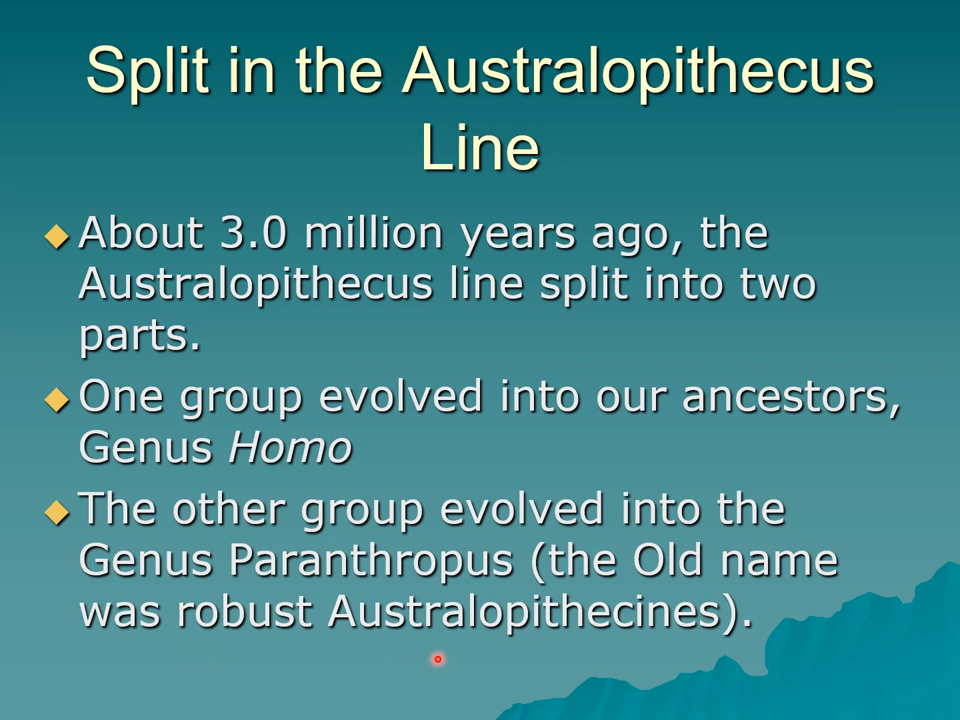 Split in the Australopithecus
Line
About 3.0 million years ago, the
Australopithecus line split into two
parts.
One group evolved into our ancestors,
Genus Homo
The other group evolved into the
Genus Paranthropus (the Old name
was robust Australopithecines).